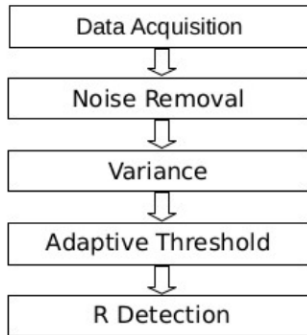 Data Acquisition
Noise Removal
Variance
Adaptive Threshold
R Detection